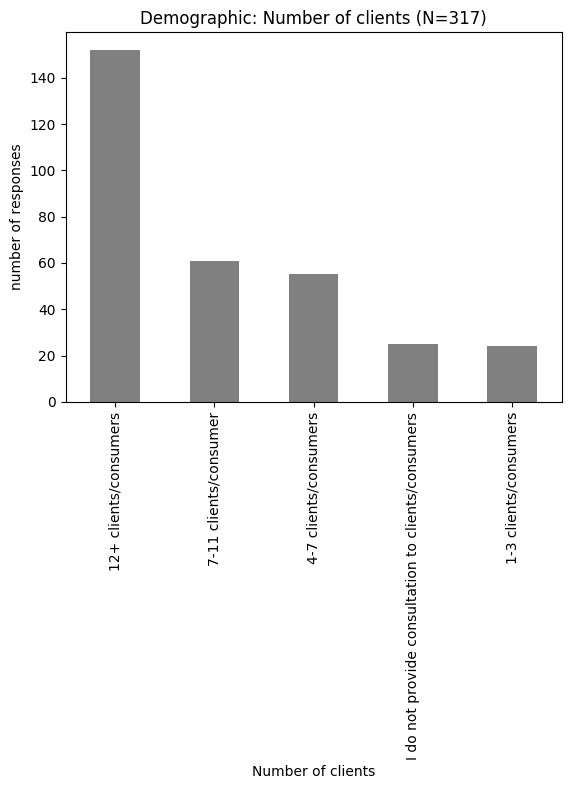 Demographic: Number of clients (N=317)
number of responses
140
120
100
80
60
40
20
0
12+ clients/consumers
7-11 clients/consumer
4-7 clients/consumers
I do not provide consultation to clients/consumers
1-3 clients/consumers
Number of clients